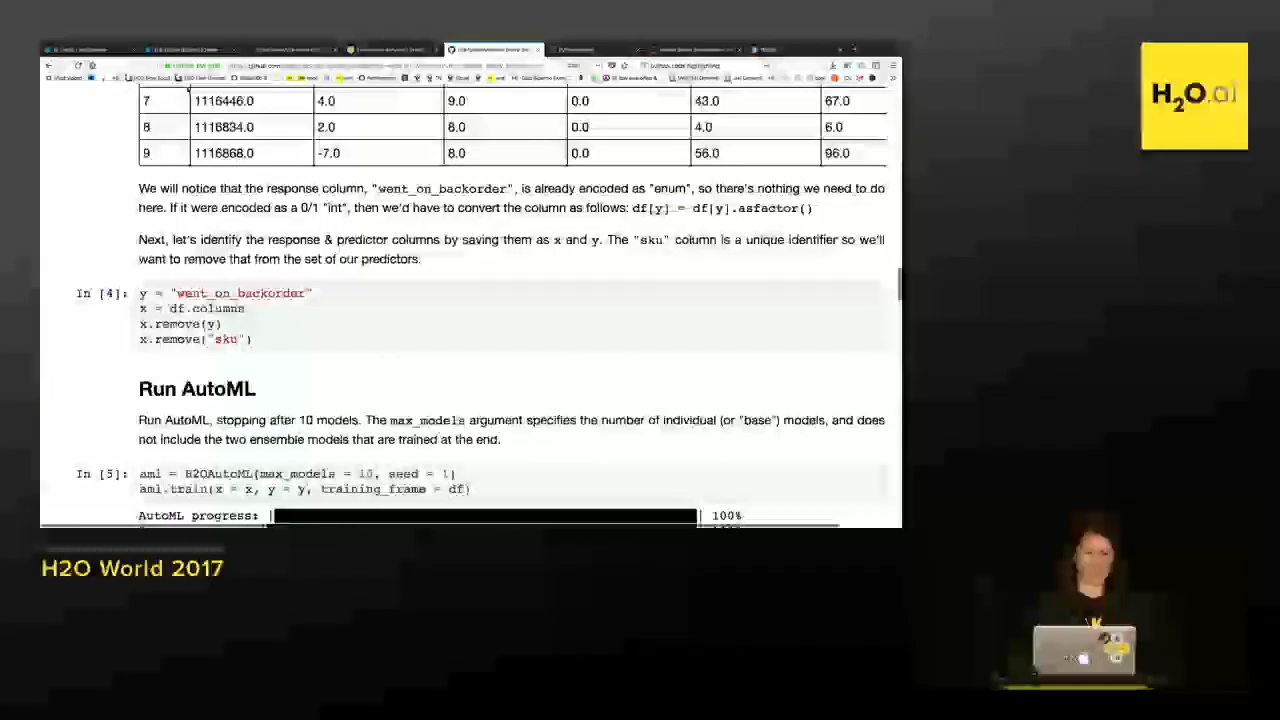 H2O.ai
7 1116446.0 4.0 9.0 0.0 43.0 67.0
8 1116834.0 2.0 8.0 0.0 4.0 6.0
9 1116868.0 -7.0 8.0 0.0 56.0 96.0
We will notice that the response column, "went_on_backorder", is already encoded as "enum", so there's nothing we need to do
here. If it were encoded as a 0/1 "int", then we'd have to convert the column as follows: df[y] = df[y].asfactor()
Next, let's identify the response & predictor columns by saving them as x and y. The "sku" column is a unique identifier so we'll
want to remove that from the set of our predictors.
In [4]: y = "went_on_backorder"
x = df.columns
x.remove(y)
x.remove("sku")
Run AutoML
Run AutoML, stopping after 10 models. The max_models argument specifies the number of individual (or "base") models, and does
not include the two ensemble models that are trained at the end.
In [5]: aml = H2OAutoML(max_models = 10, seed = 1)
aml.train(x = x, y = y, training_frame = df)
AutoML progress: | | 100%
H2O World 2017